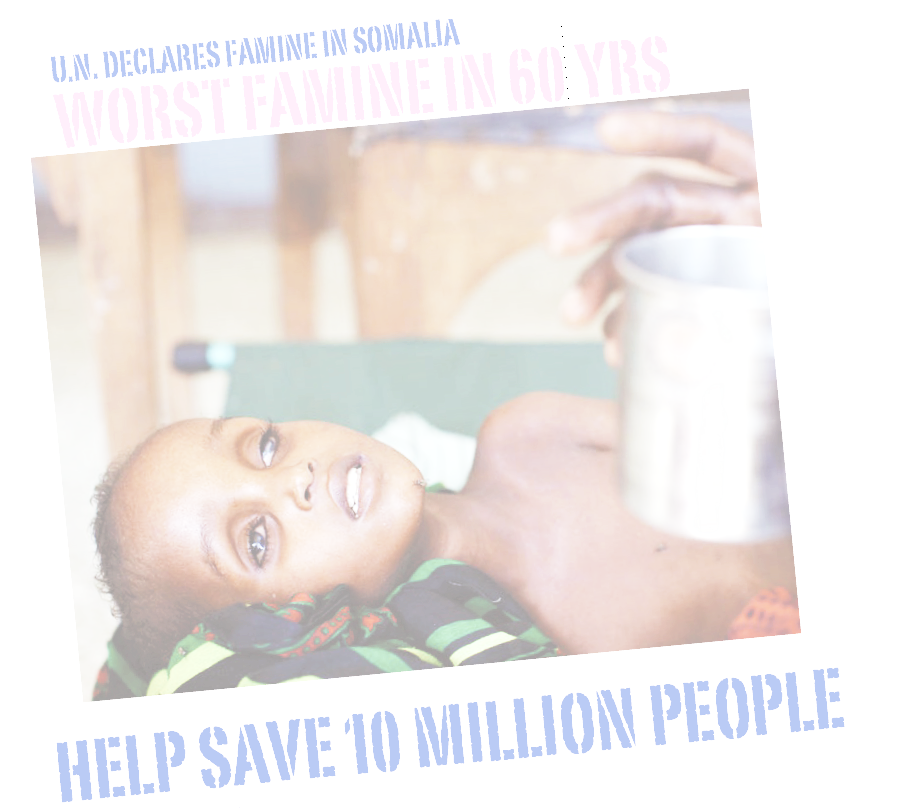 U.N. DECLARES FAMINE IN SOMALIA
WORST FAMINE IN 60 YRS
HELP SAVE 10 MILLION PEOPLE